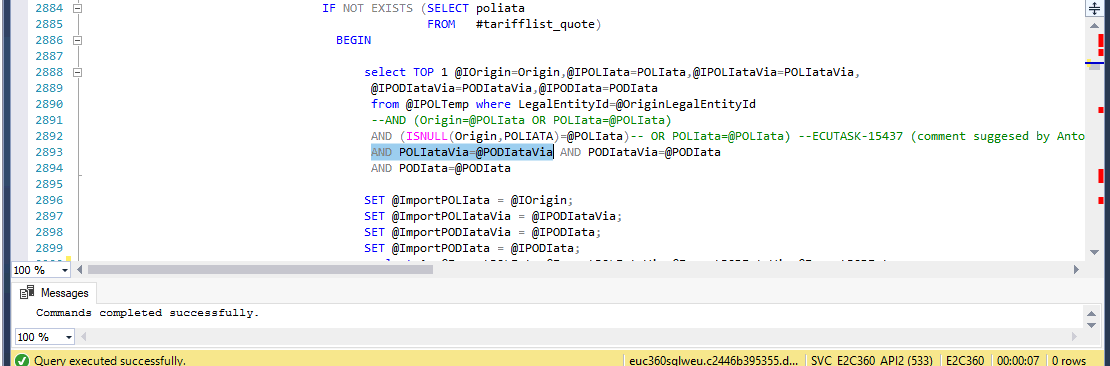 2884 IF NOT EXISTS (SELECT poliata
2885 FROM #tarifflist_quote)
2886 BEGIN
2887
2888 select TOP 1 @IOrigin=Origin,@IPOLIata=POLIata,@IPOLIataVia=POLIataVia,
2889 @IPODIataVia=PODIataVia,@IPODIata=PODIata
2890 from @IPOLTemp where LegalEntityId=@OriginLegalEntityId
2891 --AND (Origin=@POLIata OR POLIata=@POLIata)
2892 AND (ISNULL(Origin,POLIATA)=@POLIata)-- OR POLIata=@POLIata) --ECUTASK-15437 (comment suggesed by Anto
2893 AND POLIataVia=@PODIataVia AND PODIataVia=@PODIata
2894 AND PODIata=@PODIata
2895
2896 SET @ImportPOLIata = @IOrigin;
2897 SET @ImportPOLIataVia = @IPODIataVia;
2898 SET @ImportPODIataVia = @IPODIata;
2899 SET @ImportPODIata = @IPODIata;
100 %
Messages
Commands completed successfully.
100 %
Query executed successfully. euc360sqlweu.c2446b395355.d... SVC_E2C360_API2 (533) E2C360 00:00:07 0 rows